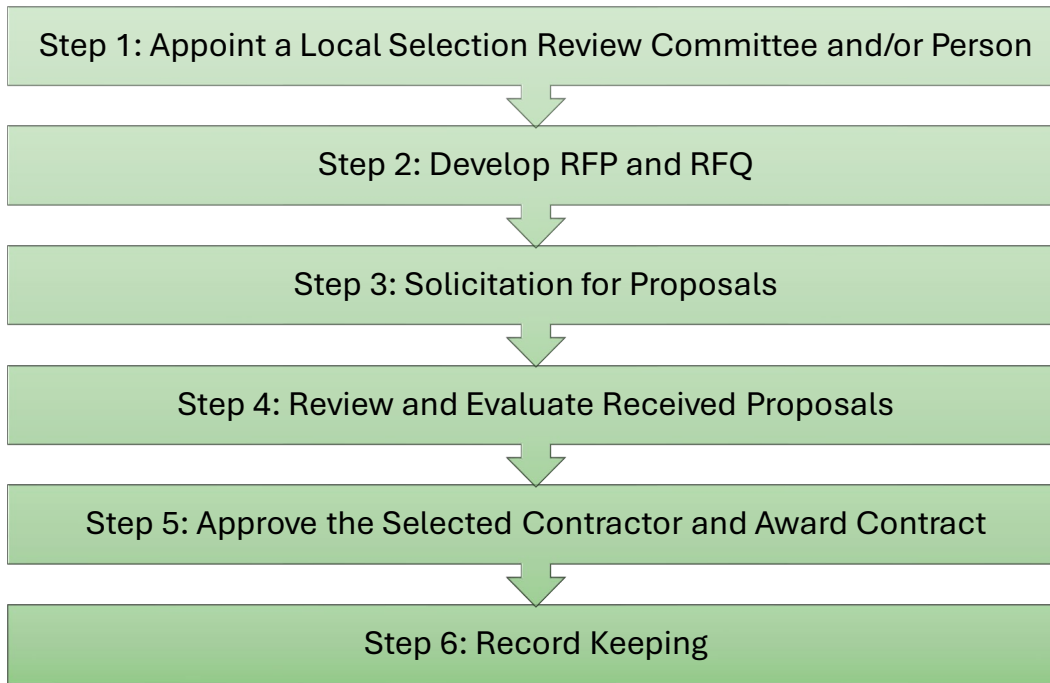 Step 1: Appoint a Local Selection Review Committee and/or Person
Step 2: Develop RFP and RFQ
Step 3: Solicitation for Proposals
Step 4: Review and Evaluate Received Proposals
Step 5: Approve the Selected Contractor and Award Contract
Step 6: Record Keeping